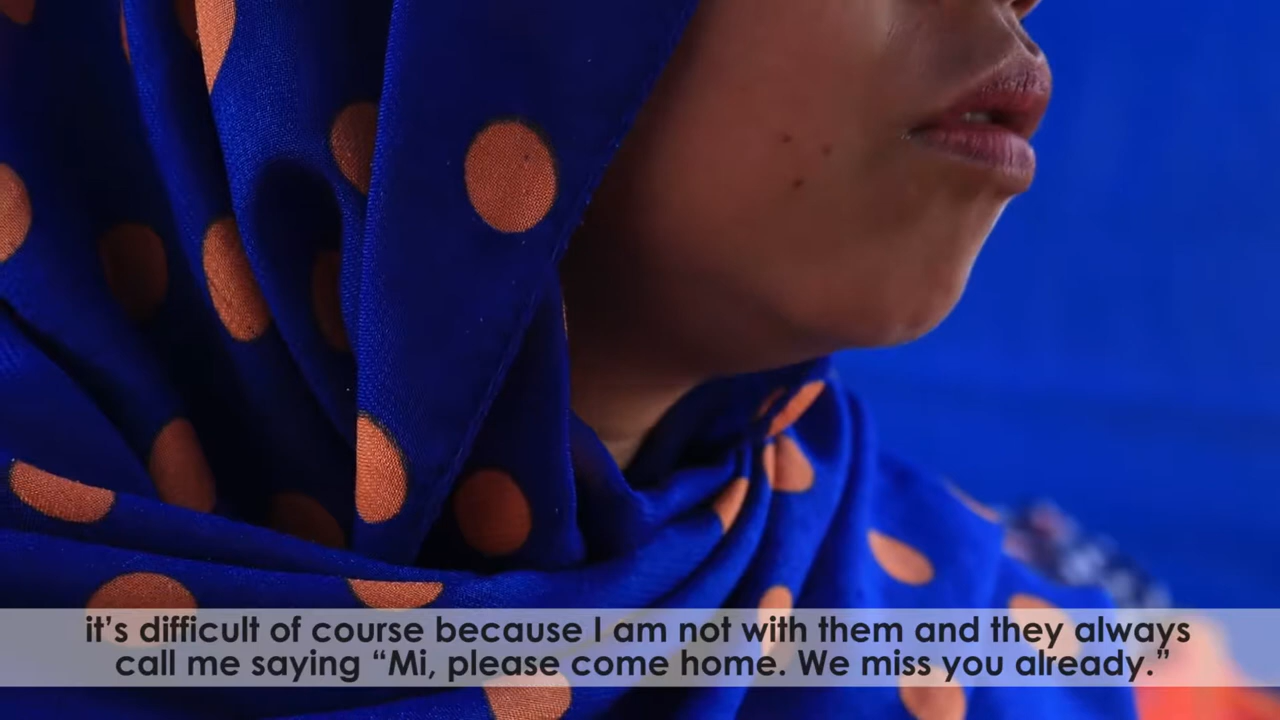 it's difficult of course because I am not with them and they always
call me saying “Mi, please come home. We miss you already.”